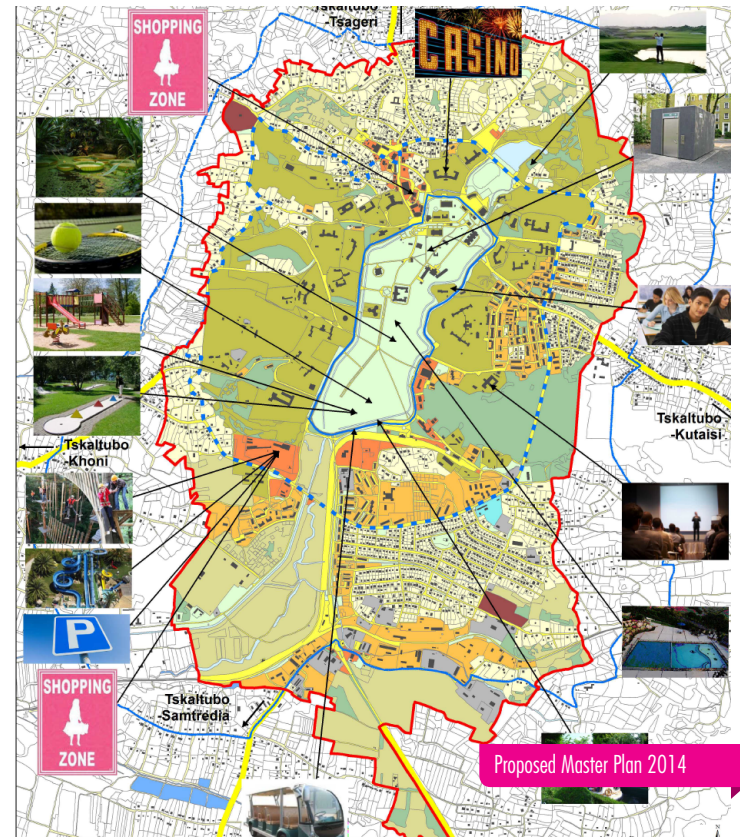 Tskaltubo
-Tsageri
SHOPPING
ZONE
CASINO
Tskaltubo
-Kutaisi
Tskaltubo
-Khoni
P
SHOPPING
ZONE
Tskaltubo
-Samtredia
Proposed Master Plan 2014
N